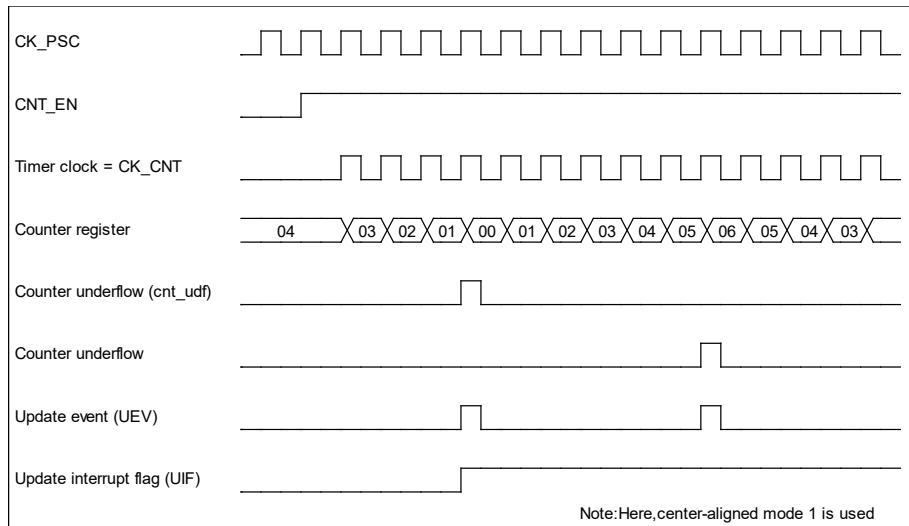 CK_PSC
CNT_EN
Timer clock = CK_CNT
Counter register
04 03 02 01 00 01 02 03 04 05 06 05 04 03
Counter underflow (cnt_udf)
Counter underflow
Update event (UEV)
Update interrupt flag (UIF)
Note:Here,center-aligned mode 1 is used